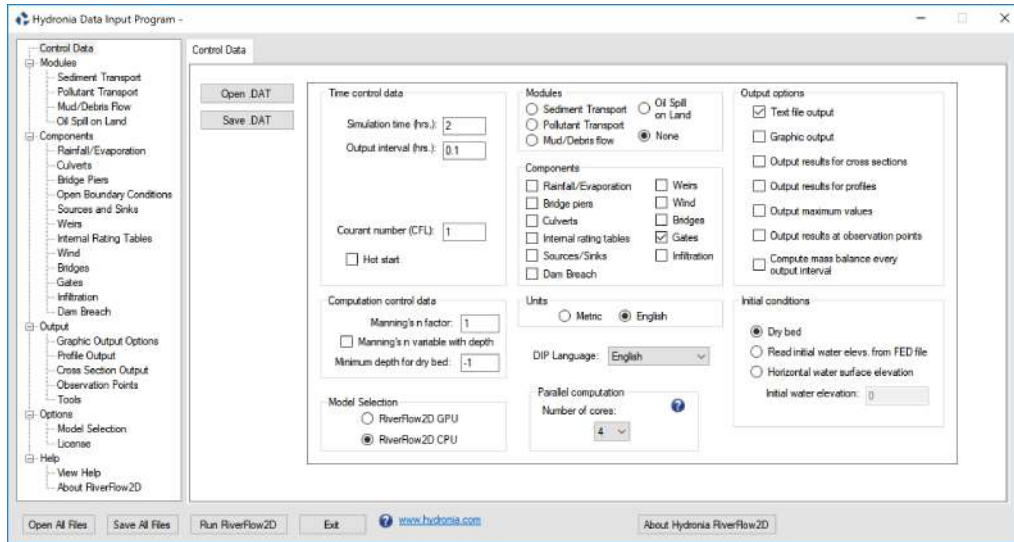 Hydronia Data Input Program -
Control Data
Modules
Sediment Transport
Pollutant Transport
Mud/Debris Flow
Oil Spill on Land
Components
Rainfall/Evaporation
Culverts
Bridge Piers
Open Boundary Conditions
Sources and Sinks
Weirs
Internal Rating Tables
Wind
Bridges
Gates
Infiltration
Dam Breach
Output
Graphic Output Options
Profile Output
Cross Section Output
Observation Points
Tools
Options
Model Selection
License
Help
View Help
About RiverFlow2D
Control Data
Open .DAT
Save .DAT
Time control data
Simulation time (hrs.): 2
Output interval (hrs.): 0.1
Courant number (CFL): 1
Hot start
Computation control data
Manning's n factor: 1
Manning's n variable with depth
Minimum depth for dry bed: -1
Model Selection
RiverFlow2D GPU
RiverFlow2D CPU
Modules
Sediment Transport
Pollutant Transport
Mud/Debris flow
Oil Spill
on Land
None
Components
Rainfall/Evaporation
Bridge piers
Culverts
Internal rating tables
Sources/Sinks
Dam Breach
Weirs
Wind
Bridges
Gates
Infiltration
Units
Metric English
DIP Language: English
Parallel computation
Number of cores:
4
Output options
Text file output
Graphic output
Output results for cross sections
Output results for profiles
Output maximum values
Output results at observation points
Compute mass balance every
output interval
Initial conditions
Dry bed
Read initial water elevs. from FED file
Horizontal water surface elevation
Initial water elevation: 0
Open All Files Save All Files Run RiverFlow2D Exit www.hydronia.com About Hydronia RiverFlow2D